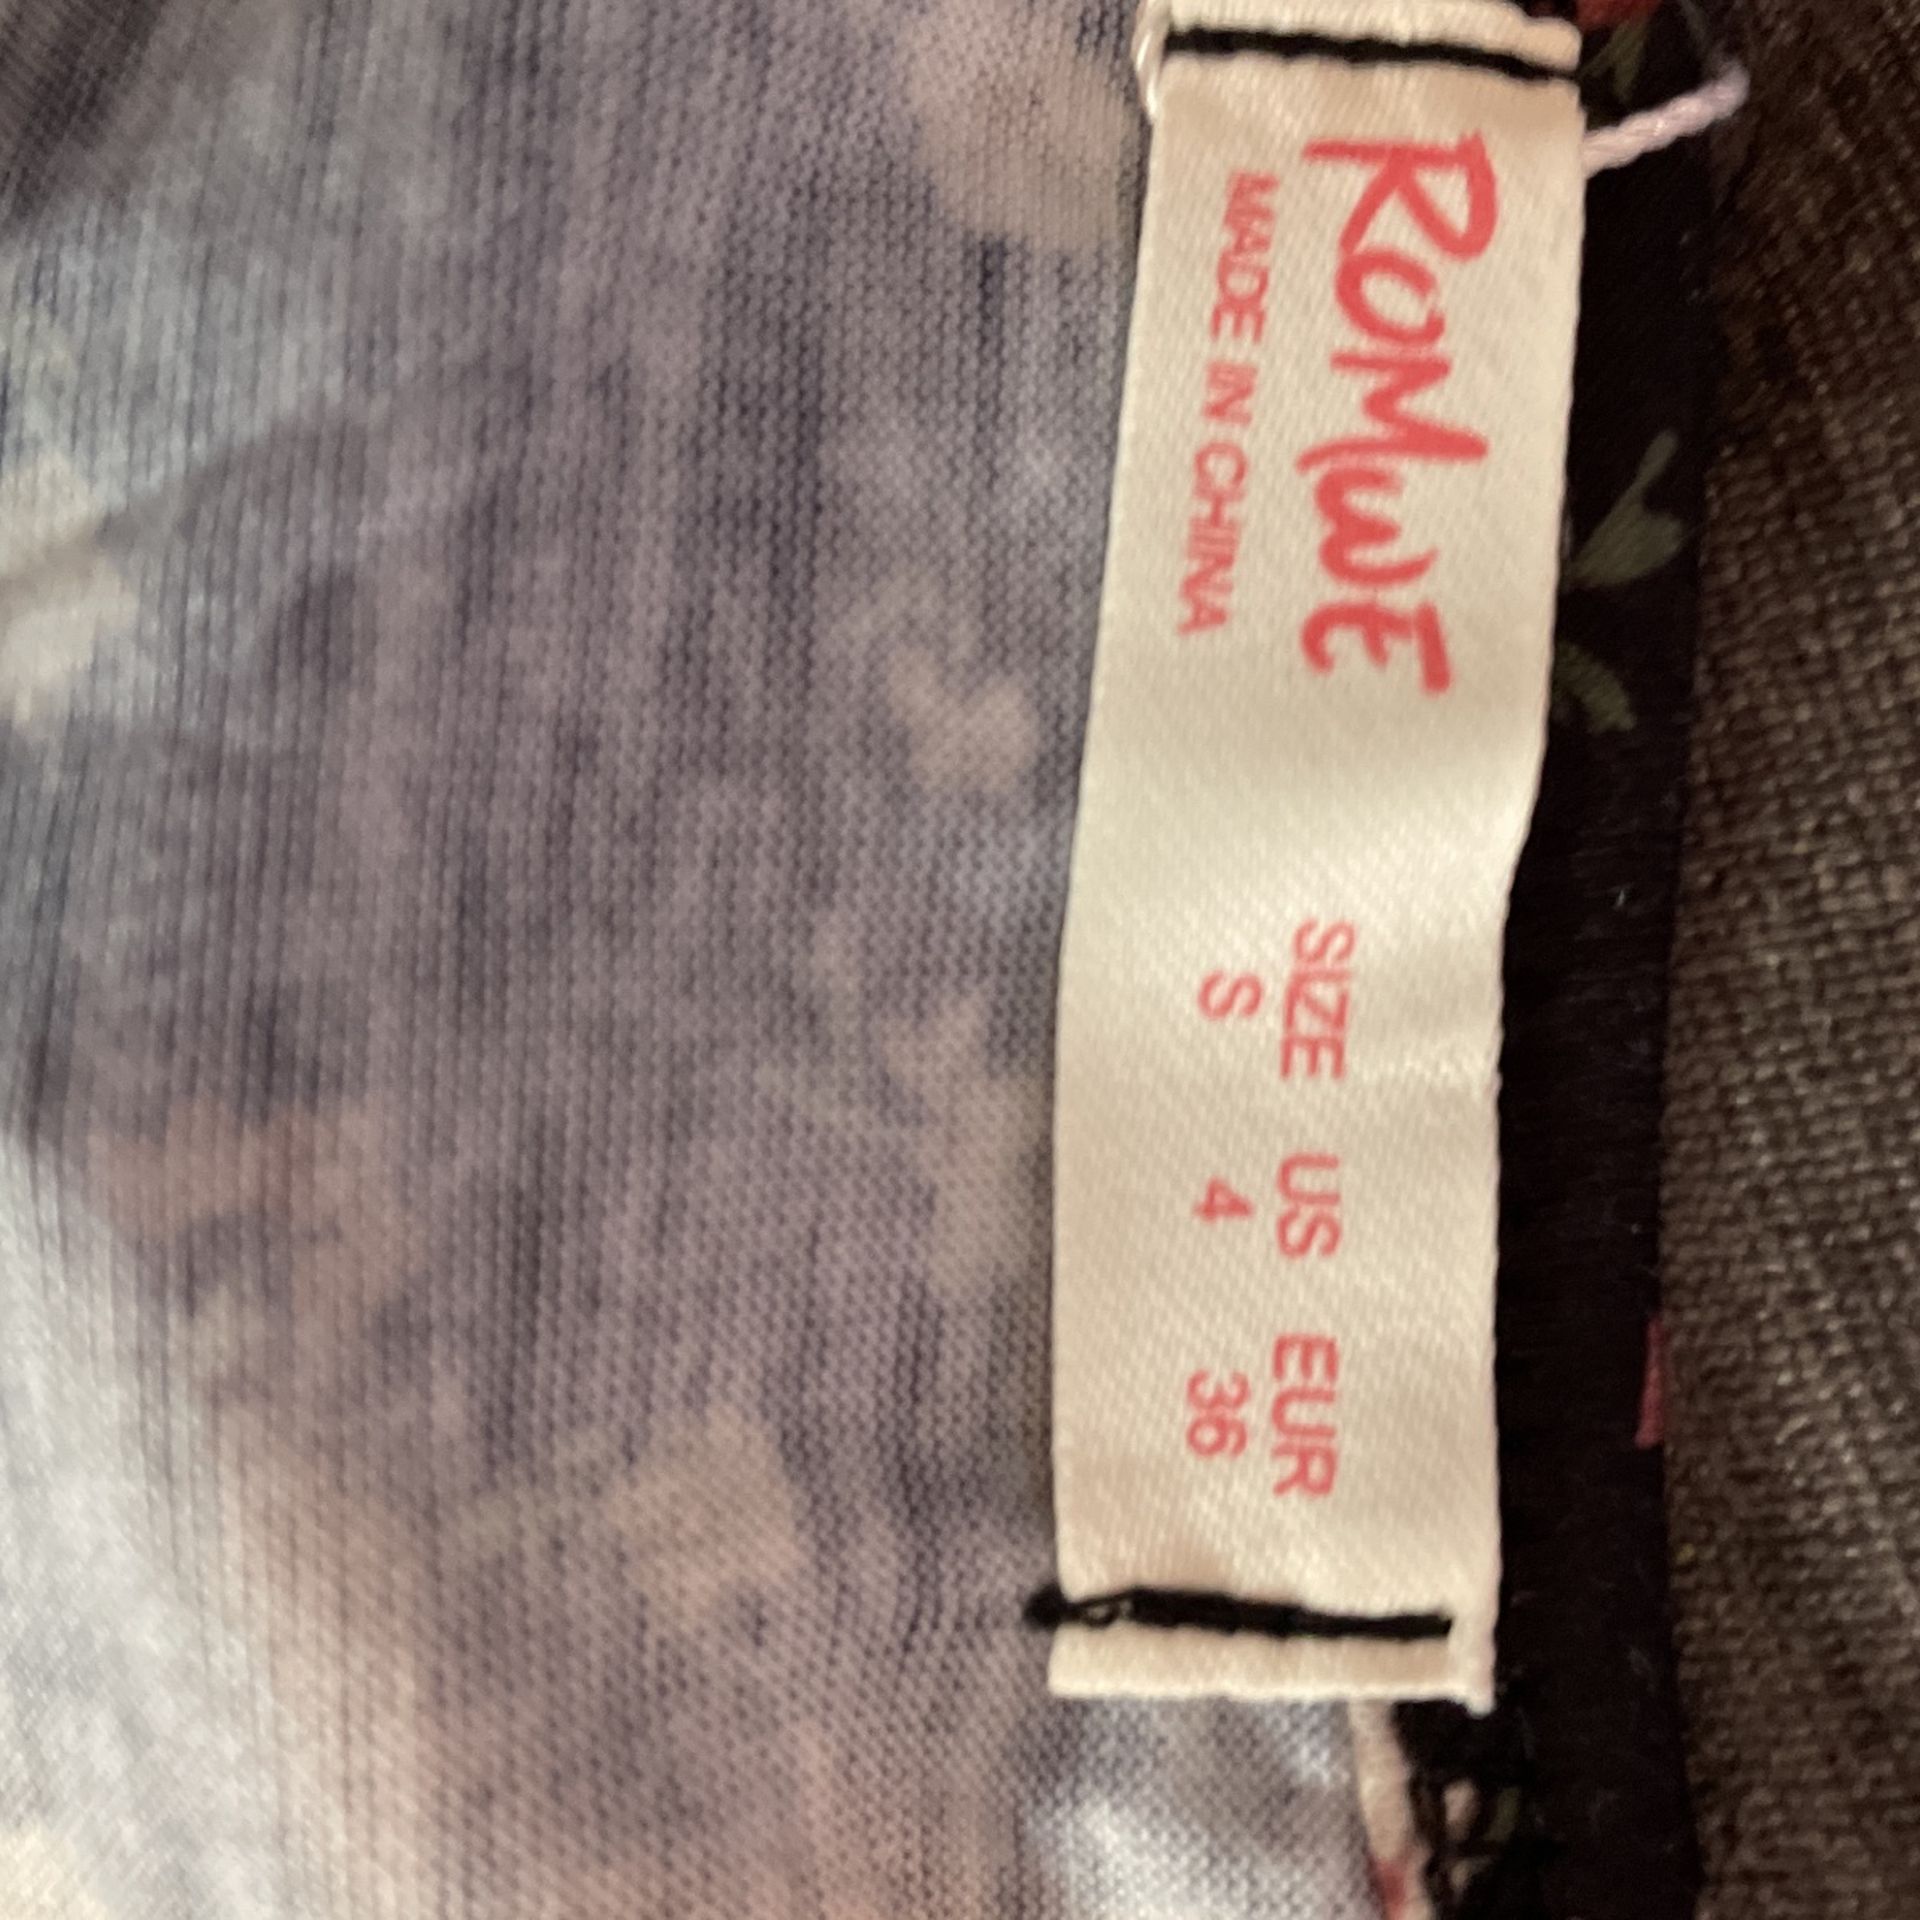 ROMWE
MADE IN CHINA
SIZE US EUR
S 4 36